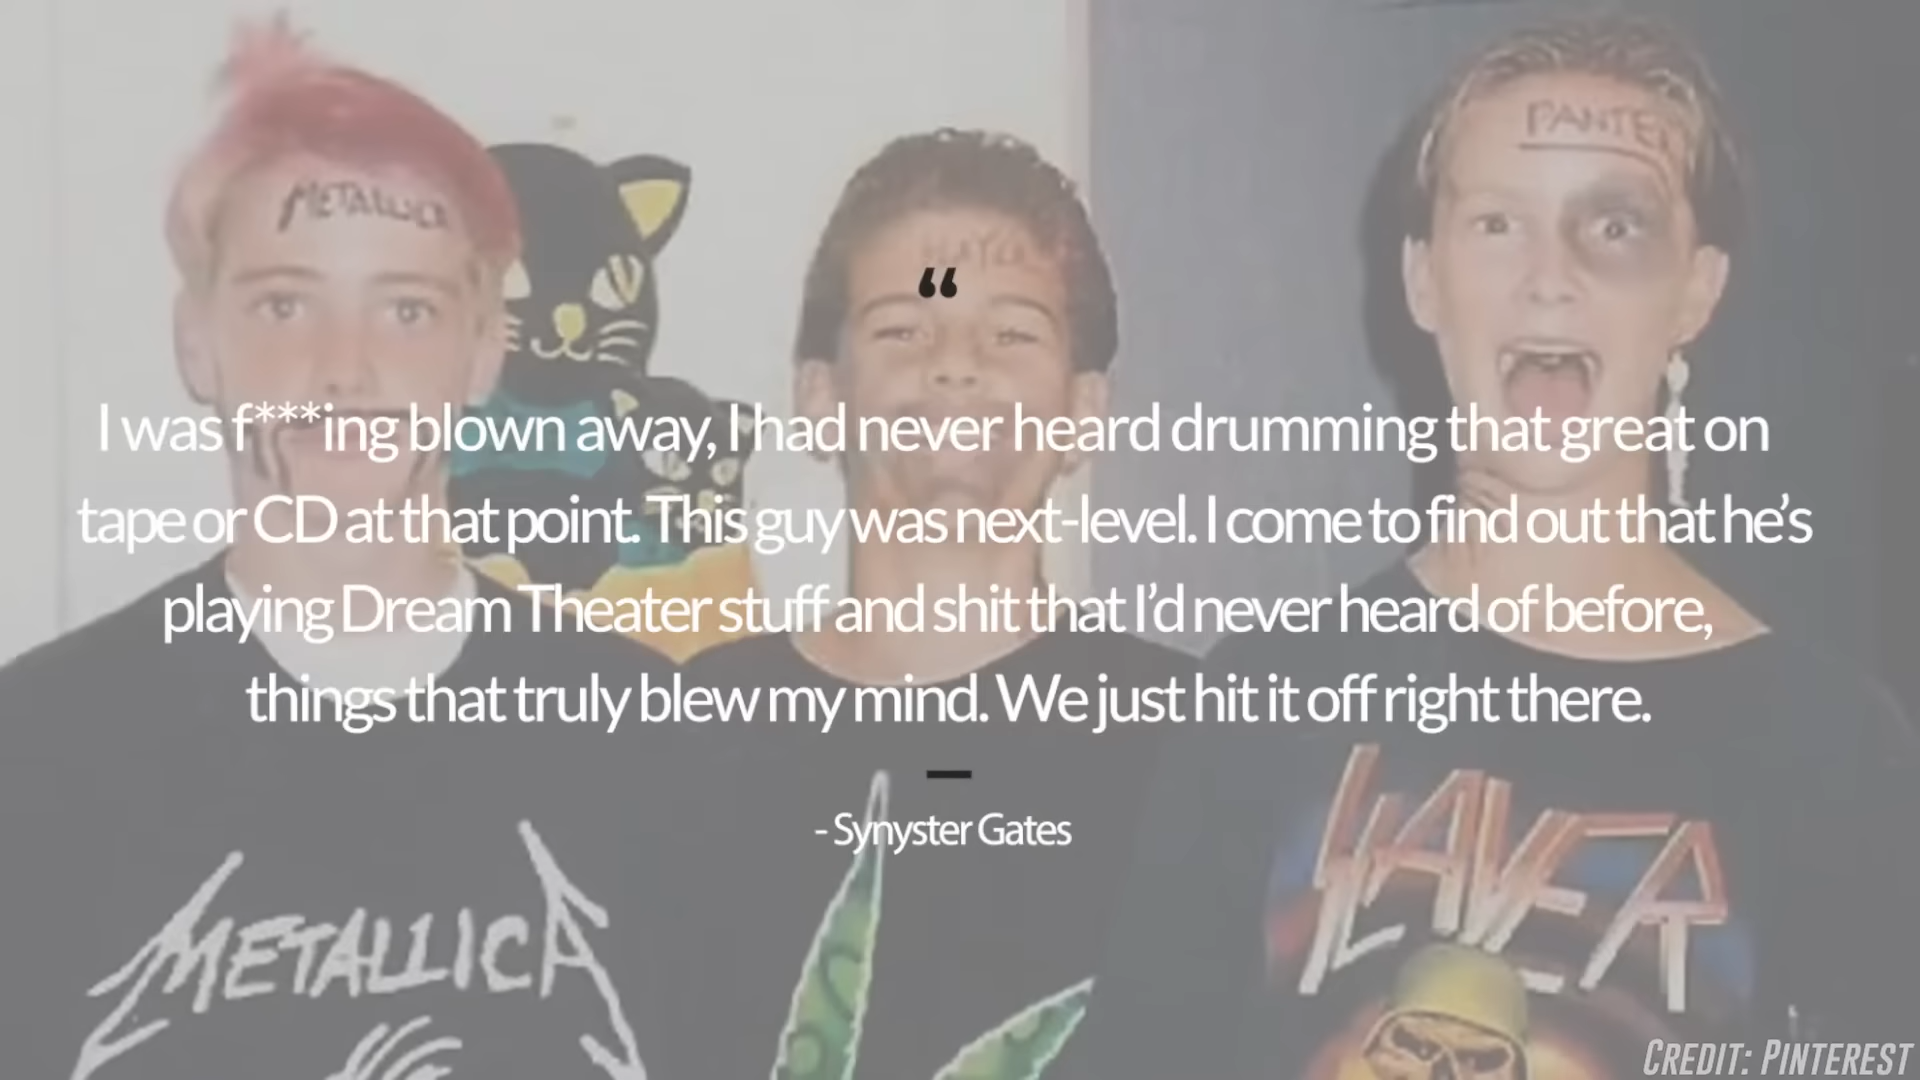 METALLICA
PANTER
“
I was f***ing blown away, I had never heard drumming that great on
tape or CD at that point. This guy was next-level. I come to find out that he’s
playing Dream Theater stuff and shit that I’d never heard of before,
things that truly blew my mind. We just hit it off right there.
- Synyster Gates
METALLICA
SLAYER
CREDIT: PINTEREST